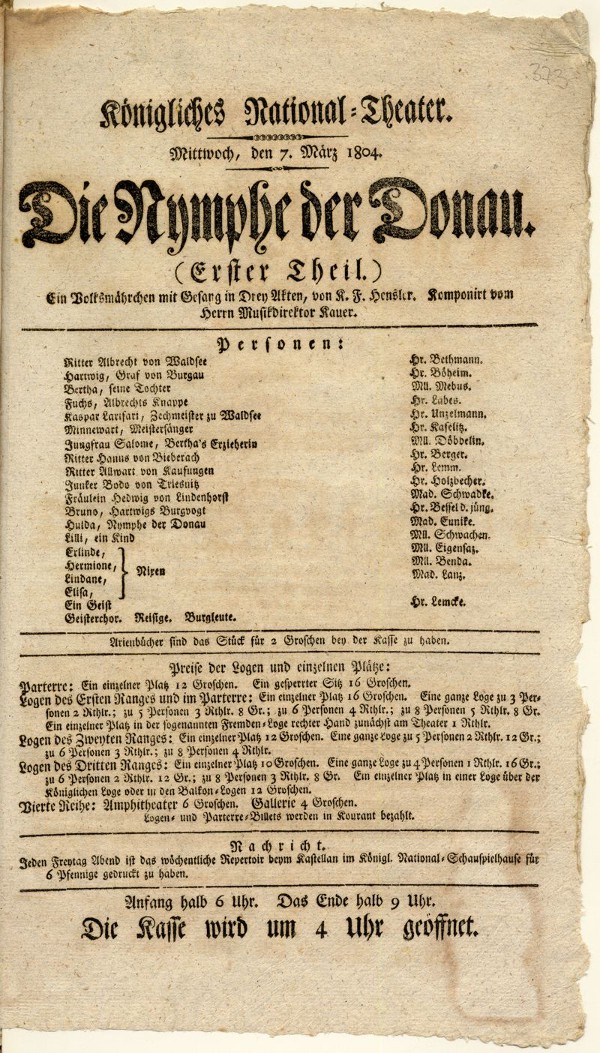 373
Königliches National-Theater.
Mittwoch, den 7. März 1804.
Die Nymphe der Donau.
(Erster Theil.)
Ein Volksmährchen mit Gesang in Drey Akten, von K. F. Hensler. Komponirt vom
Herrn Musikdirektor Kauer.
Personen:
Ritter Albrecht von Waldsee Hr. Bethmann.
Hartwig, Graf von Burgau Hr. Böheim.
Bertha, seine Tochter Mll. Mebus.
Fuchs, Albrechts Knappe Hr. Labes.
Kaspar Larifari, Zechmeister zu Waldsee Hr. Unzelmann.
Minnewart, Meistersänger Hr. Kaselitz.
Jungfrau Salome, Bertha's Erzieherin Mll. Döbbelin.
Ritter Hanns von Bieberach Hr. Berger.
Ritter Allwart von Kaufungen Hr. Lemm.
Junker Bodo von Triesnitz Hr. Holzbecher.
Fräulein Hedwig von Lindenhorst Mad. Schwadke.
Bruno, Hartwigs Burgvogt Hr. Bessel d. jüng.
Hulda, Nymphe der Donau Mad. Eunike.
Lilli, ein Kind Mll. Schwachen.
Erlinde, Mll. Eigensatz.
Hermione, Mll. Benda.
Nixen
Lindane, Mad. Lanz.
Elisa,
Ein Geist Hr. Lemcke.
Geisterchor. Reisige. Burgleute.
Arienbücher sind das Stück für 2 Groschen bey der Kasse zu haben.
Preise der Logen und einzelnen Plätze:
Parterre: Ein einzelner Platz 12 Groschen. Ein gesperrter Sitz 16 Groschen.
Logen des Ersten Ranges und im Parterre: Ein einzelner Platz 16 Groschen. Eine ganze Loge zu 3 Per-
sonen 2 Rthlr.; zu 5 Personen 3 Rthlr. 8 Gr.; zu 6 Personen 4 Rthlr.; zu 8 Personen 5 Rthlr. 8 Gr.
Ein einzelner Platz in der sogenannten Fremden-Loge rechter Hand zunächst am Theater 1 Rthlr.
Logen des Zweyten Ranges: Ein einzelner Platz 12 Groschen. Eine ganze Loge zu 5 Personen 2 Rthlr. 12 Gr.;
zu 6 Personen 3 Rthlr.; zu 8 Personen 4 Rthlr.
Logen des Dritten Ranges: Ein einzelner Platz 10 Groschen. Eine ganze Loge zu 4 Personen 1 Rthlr. 16 Gr.;
zu 6 Personen 2 Rthlr. 12 Gr.; zu 8 Personen 3 Rthlr. 8 Gr. Ein einzelner Platz in einer Loge über der
Königlichen Loge oder in den Balkon-Logen 12 Groschen.
Vierte Reihe: Amphitheater 6 Groschen. Gallerie 4 Groschen.
Logen- und Parterre-Billets werden in Kourant bezahlt.
Nachricht.
Jeden Freytag Abend ist das wöchentliche Repertoir beym Kastellan im Königl. National-Schauspielhause für
6 Pfennige gedruckt zu haben.
Anfang halb 6 Uhr. Das Ende halb 9 Uhr.
Die Kasse wird um 4 Uhr geöffnet.